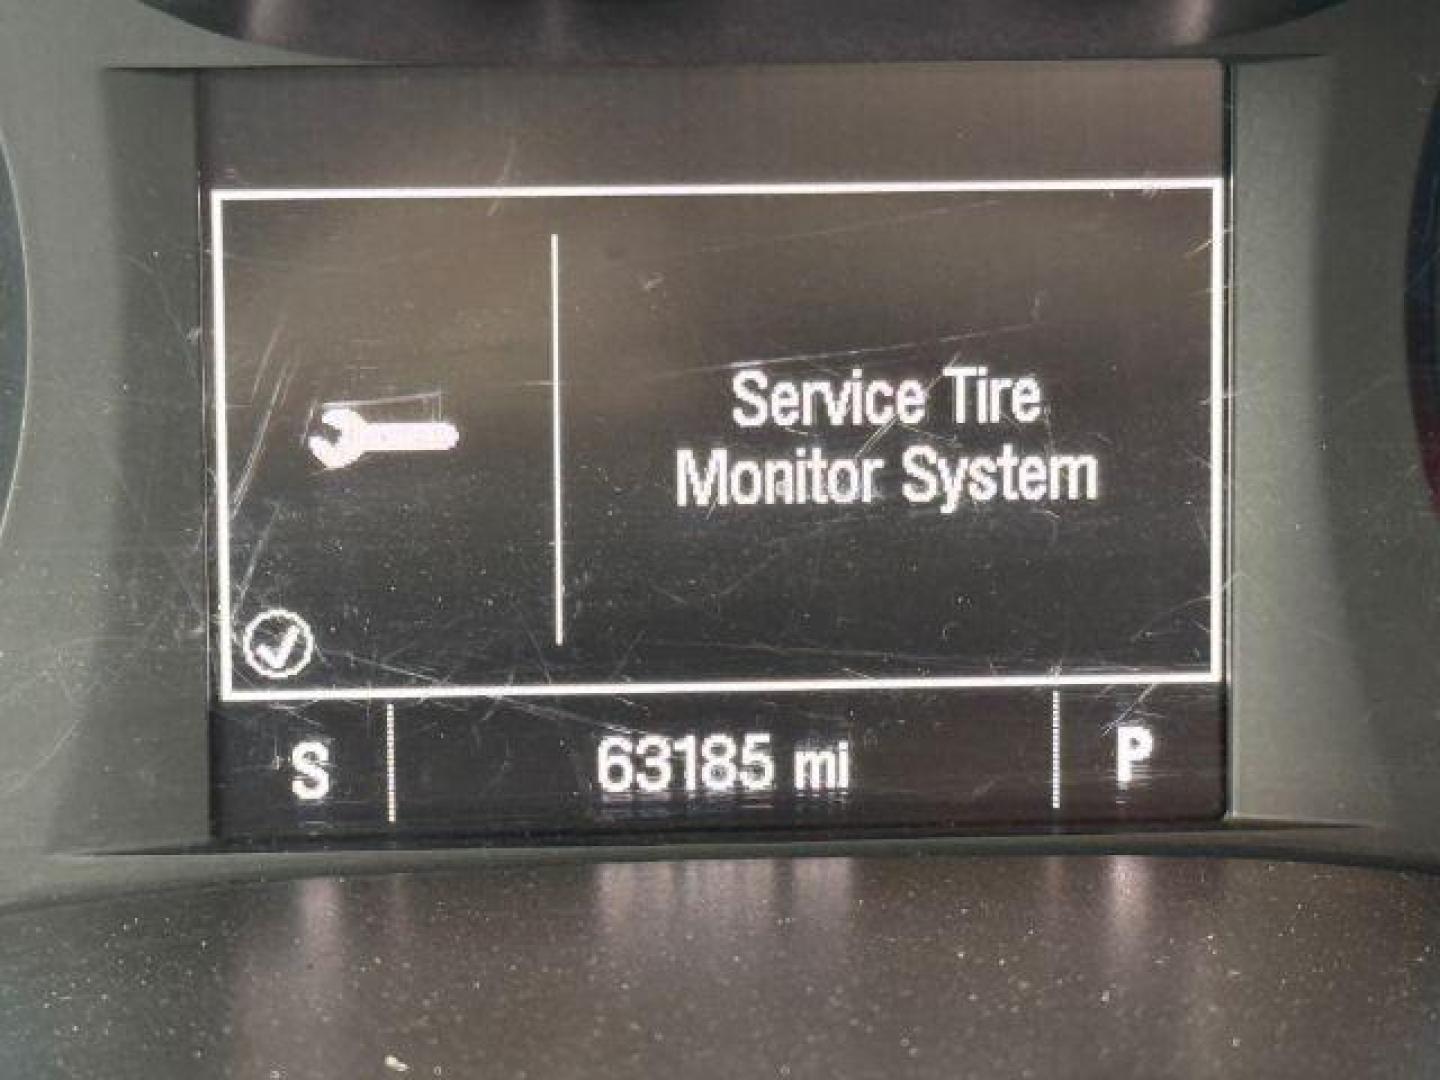 Service Tire
Monitor System
S 63185 mi P